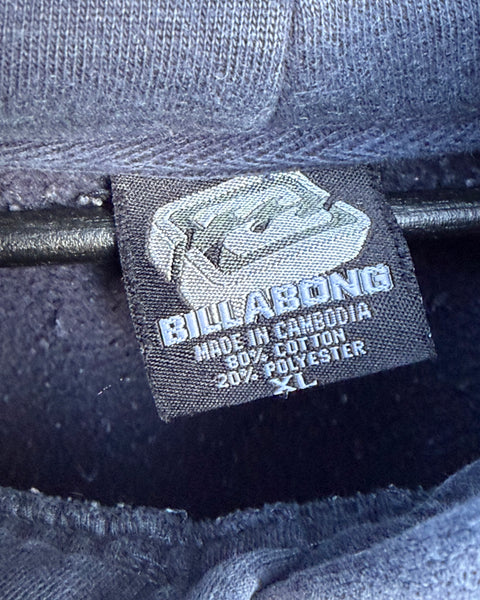 BILLABONG
MADE IN CAMBODIA
80% COTTON
20% POLYESTER
XL